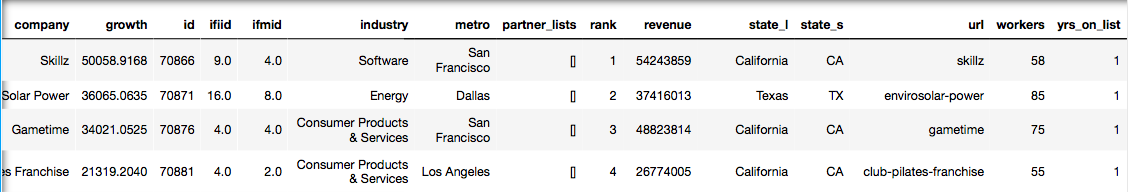 company growth id ifiid ifmid industry metro partner_lists rank revenue state_l state_s url workers yrs_on_list
Skillz 50058.9168 70866 9.0 4.0 Software San Francisco [] 1 54243859 California CA skillz 58 1
Solar Power 36065.0635 70871 16.0 8.0 Energy Dallas [] 2 37416013 Texas TX envirosolar-power 85 1
Gametime 34021.0525 70876 4.0 4.0 Consumer Products & Services San Francisco [] 3 48823814 California CA gametime 75 1
Franchise 21319.2040 70881 4.0 2.0 Consumer Products & Services Los Angeles [] 4 26774005 California CA club-pilates-franchise 55 1